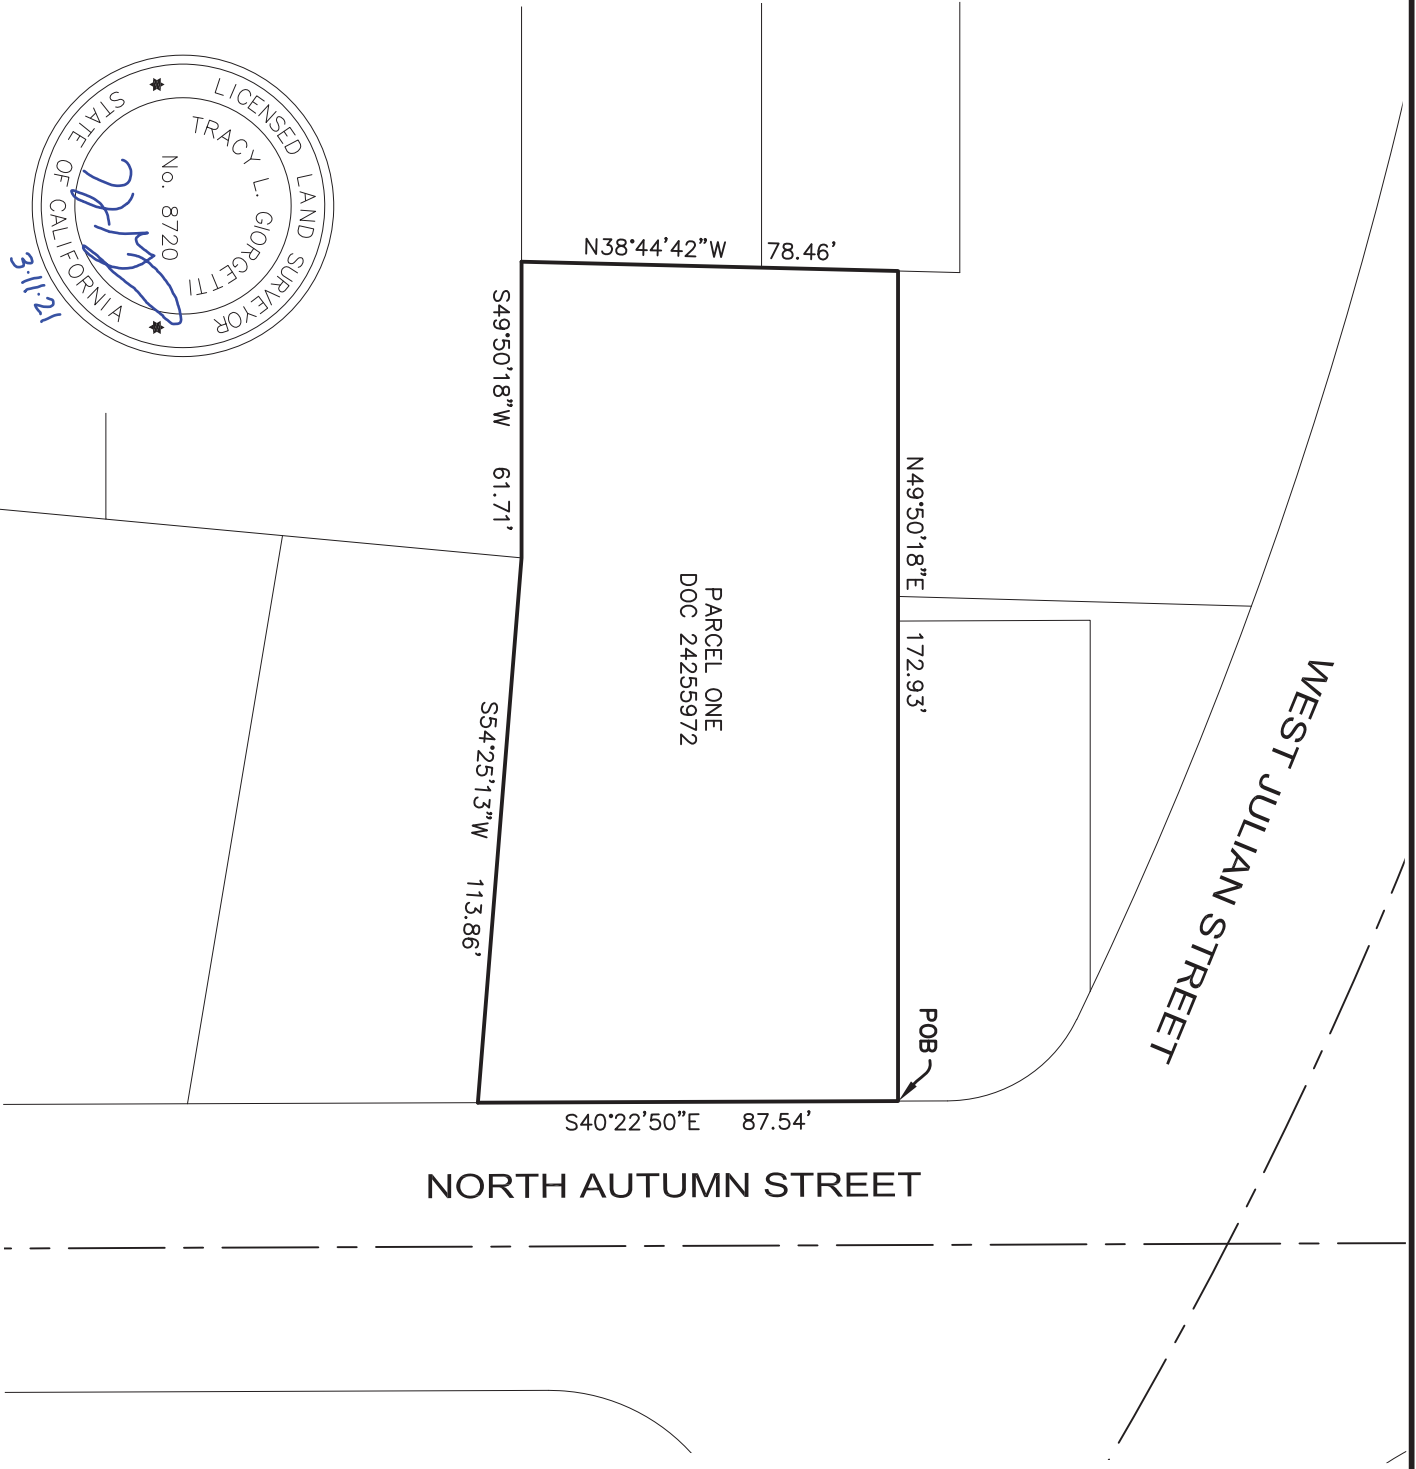 LICENSED LAND SURVEYOR
TRACY L. GIORGETTI
No. 8720
STATE OF CALIFORNIA
3·11·21
N38°44'42"W 78.46'
S49°50'18"W 61.71'
N49°50'18"E 172.93'
PARCEL ONE
DOC 24255972
S54°25'13"W 113.86'
WEST JULIAN STREET
POB
S40°22'50"E 87.54'
NORTH AUTUMN STREET